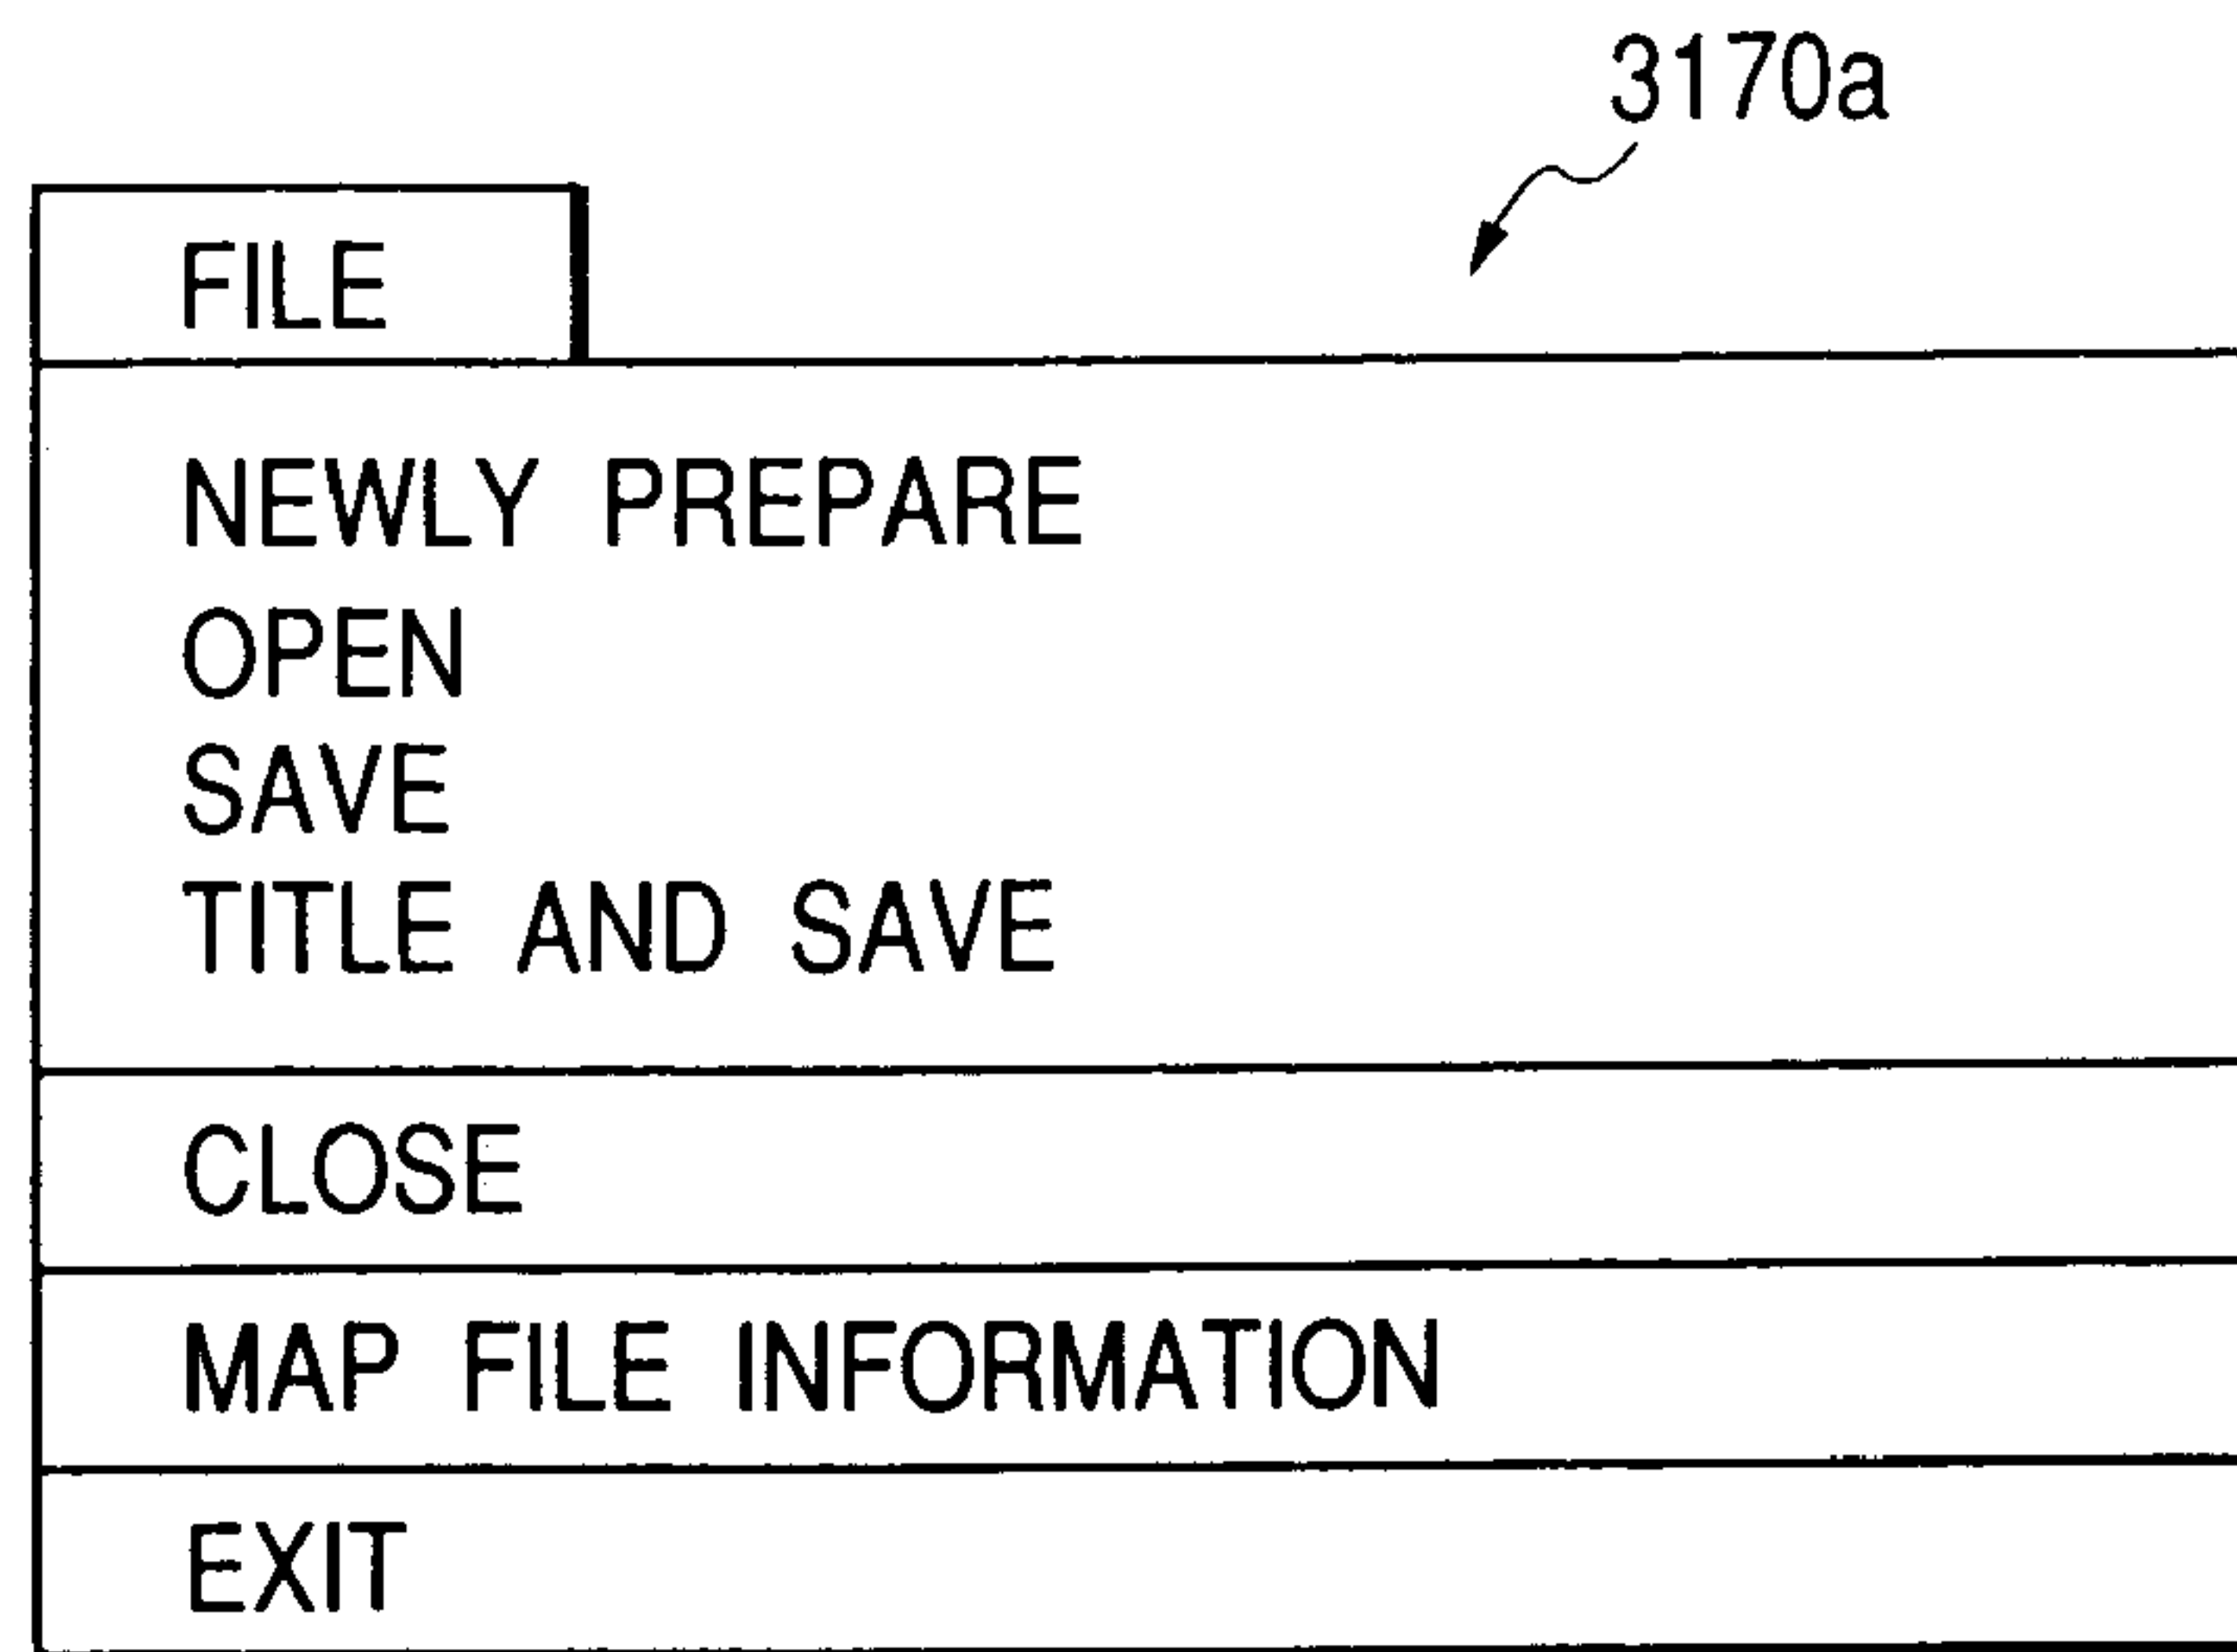 3170a
FILE
NEWLY PREPARE
OPEN
SAVE
TITLE AND SAVE
CLOSE
MAP FILE INFORMATION
EXIT